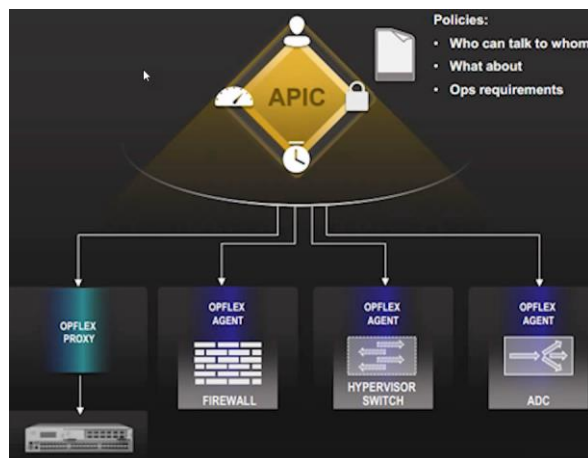 Policies:
• Who can talk to whom
• What about
• Ops requirements
APIC
OPFLEX
PROXY
OPFLEX
AGENT
FIREWALL
OPFLEX
AGENT
HYPERVISOR
SWITCH
OPFLEX
AGENT
ADC